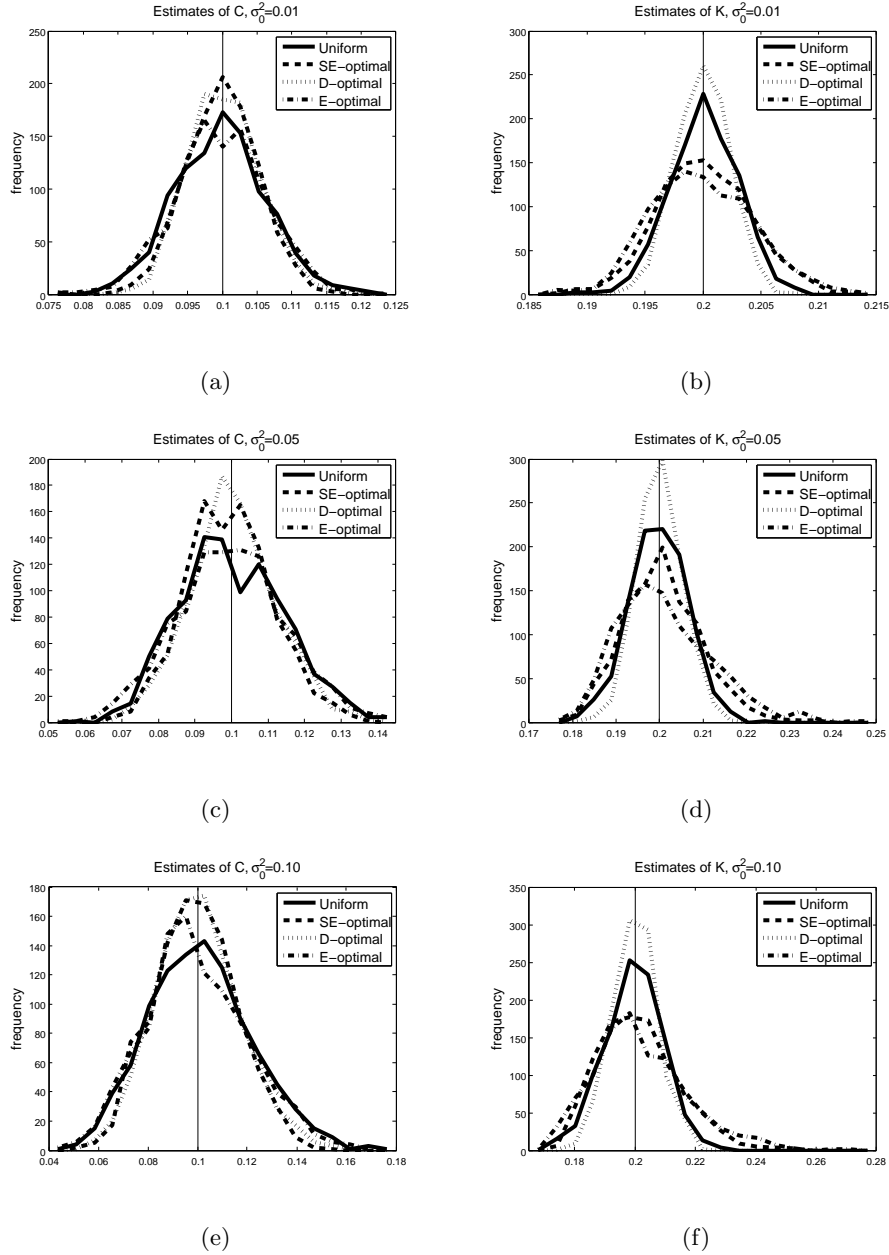 Estimates of C, σ₀²=0.01
250
200
150
100
50
0
frequency
0.075 0.08 0.085 0.09 0.095 0.1 0.105 0.11 0.115 0.12 0.125
Uniform
SE−optimal
D−optimal
E−optimal
(a)
Estimates of K, σ₀²=0.01
300
250
200
150
100
50
0
frequency
0.185 0.19 0.195 0.2 0.205 0.21 0.215
Uniform
SE−optimal
D−optimal
E−optimal
(b)
Estimates of C, σ₀²=0.05
200
180
160
140
120
100
80
60
40
20
0
frequency
0.05 0.06 0.07 0.08 0.09 0.1 0.11 0.12 0.13 0.14
Uniform
SE−optimal
D−optimal
E−optimal
(c)
Estimates of K, σ₀²=0.05
300
250
200
150
100
50
0
frequency
0.17 0.18 0.19 0.2 0.21 0.22 0.23 0.24 0.25
Uniform
SE−optimal
D−optimal
E−optimal
(d)
Estimates of C, σ₀²=0.10
180
160
140
120
100
80
60
40
20
0
frequency
0.04 0.06 0.08 0.1 0.12 0.14 0.16 0.18
Uniform
SE−optimal
D−optimal
E−optimal
(e)
Estimates of K, σ₀²=0.10
350
300
250
200
150
100
50
0
frequency
0.18 0.2 0.22 0.24 0.26 0.28
Uniform
SE−optimal
D−optimal
E−optimal
(f)